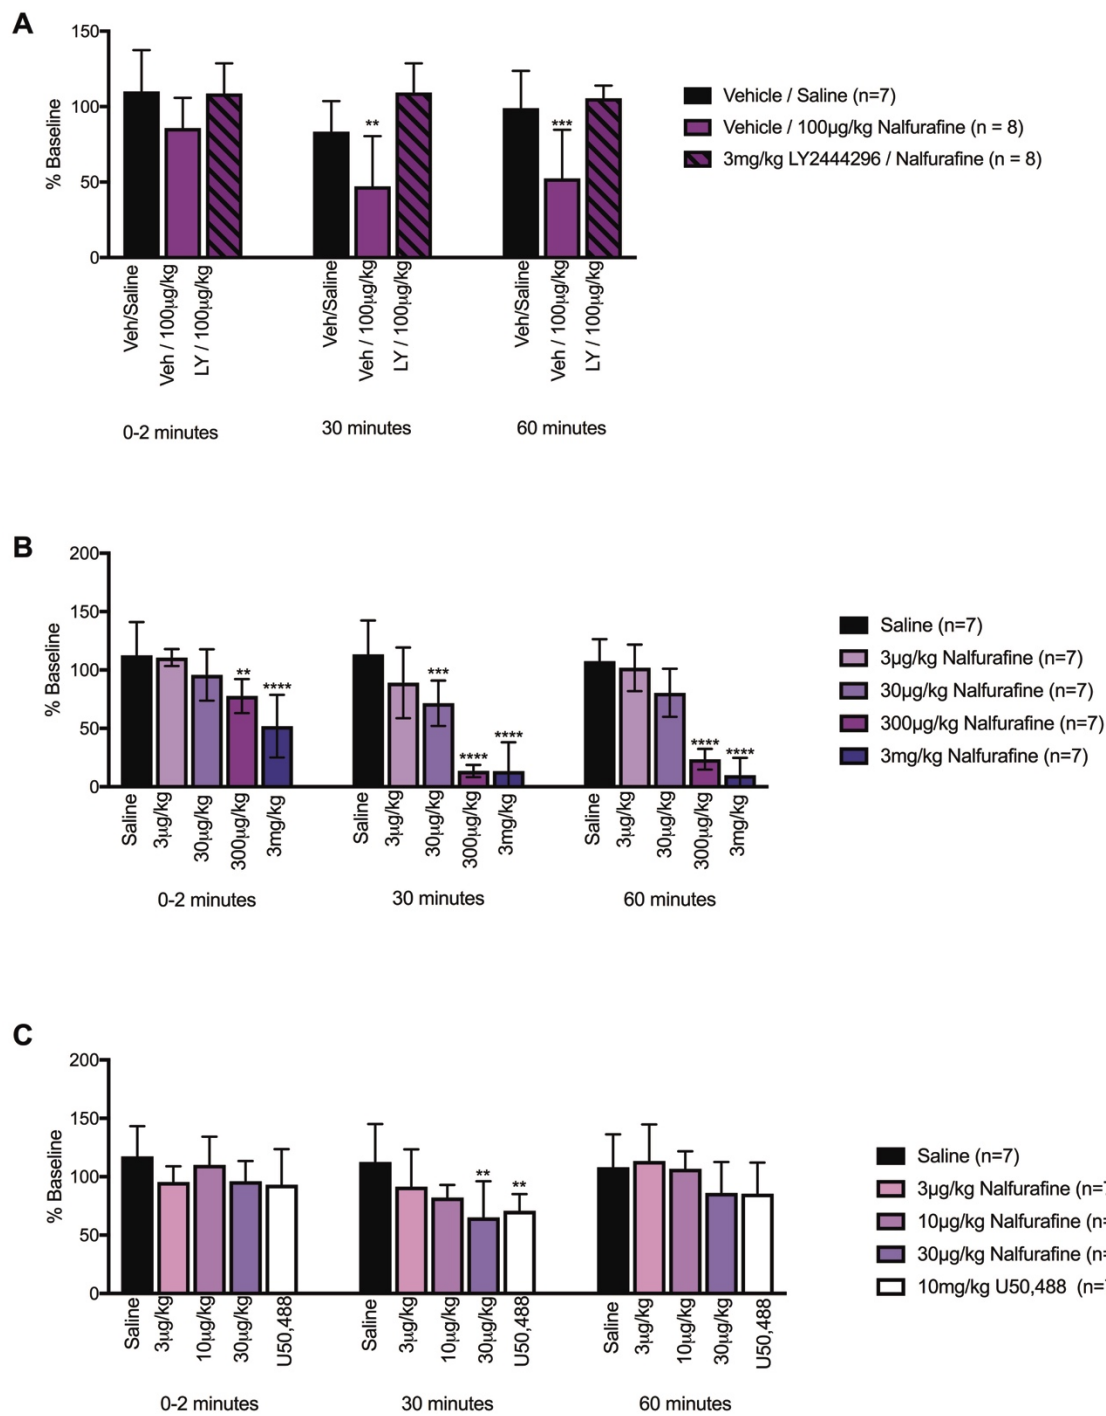 A
% Baseline
150
100
50
0
** ***
Veh/Saline
Veh / 100µg/kg
LY / 100µg/kg
Veh/Saline
Veh / 100µg/kg
LY / 100µg/kg
Veh/Saline
Veh / 100µg/kg
LY / 100µg/kg
0-2 minutes 30 minutes 60 minutes
Vehicle / Saline (n=7)
Vehicle / 100µg/kg Nalfurafine (n = 8)
3mg/kg LY2444296 / Nalfurafine (n = 8)
B
% Baseline
200
150
100
50
0
** **** *** **** **** **** ****
Saline
3µg/kg
30µg/kg
300µg/kg
3mg/kg
Saline
3µg/kg
30µg/kg
300µg/kg
3mg/kg
Saline
3µg/kg
30µg/kg
300µg/kg
3mg/kg
0-2 minutes 30 minutes 60 minutes
Saline (n=7)
3µg/kg Nalfurafine (n=7)
30µg/kg Nalfurafine (n=7)
300µg/kg Nalfurafine (n=7)
3mg/kg Nalfurafine (n=7)
C
% Baseline
200
150
100
50
0
** **
Saline
3µg/kg
10µg/kg
30µg/kg
U50,488
Saline
3µg/kg
10µg/kg
30µg/kg
U50,488
Saline
3µg/kg
10µg/kg
30µg/kg
U50,488
0-2 minutes 30 minutes 60 minutes
Saline (n=7)
3µg/kg Nalfurafine (n=7
10µg/kg Nalfurafine (n=
30µg/kg Nalfurafine (n=
10mg/kg U50,488 (n=7